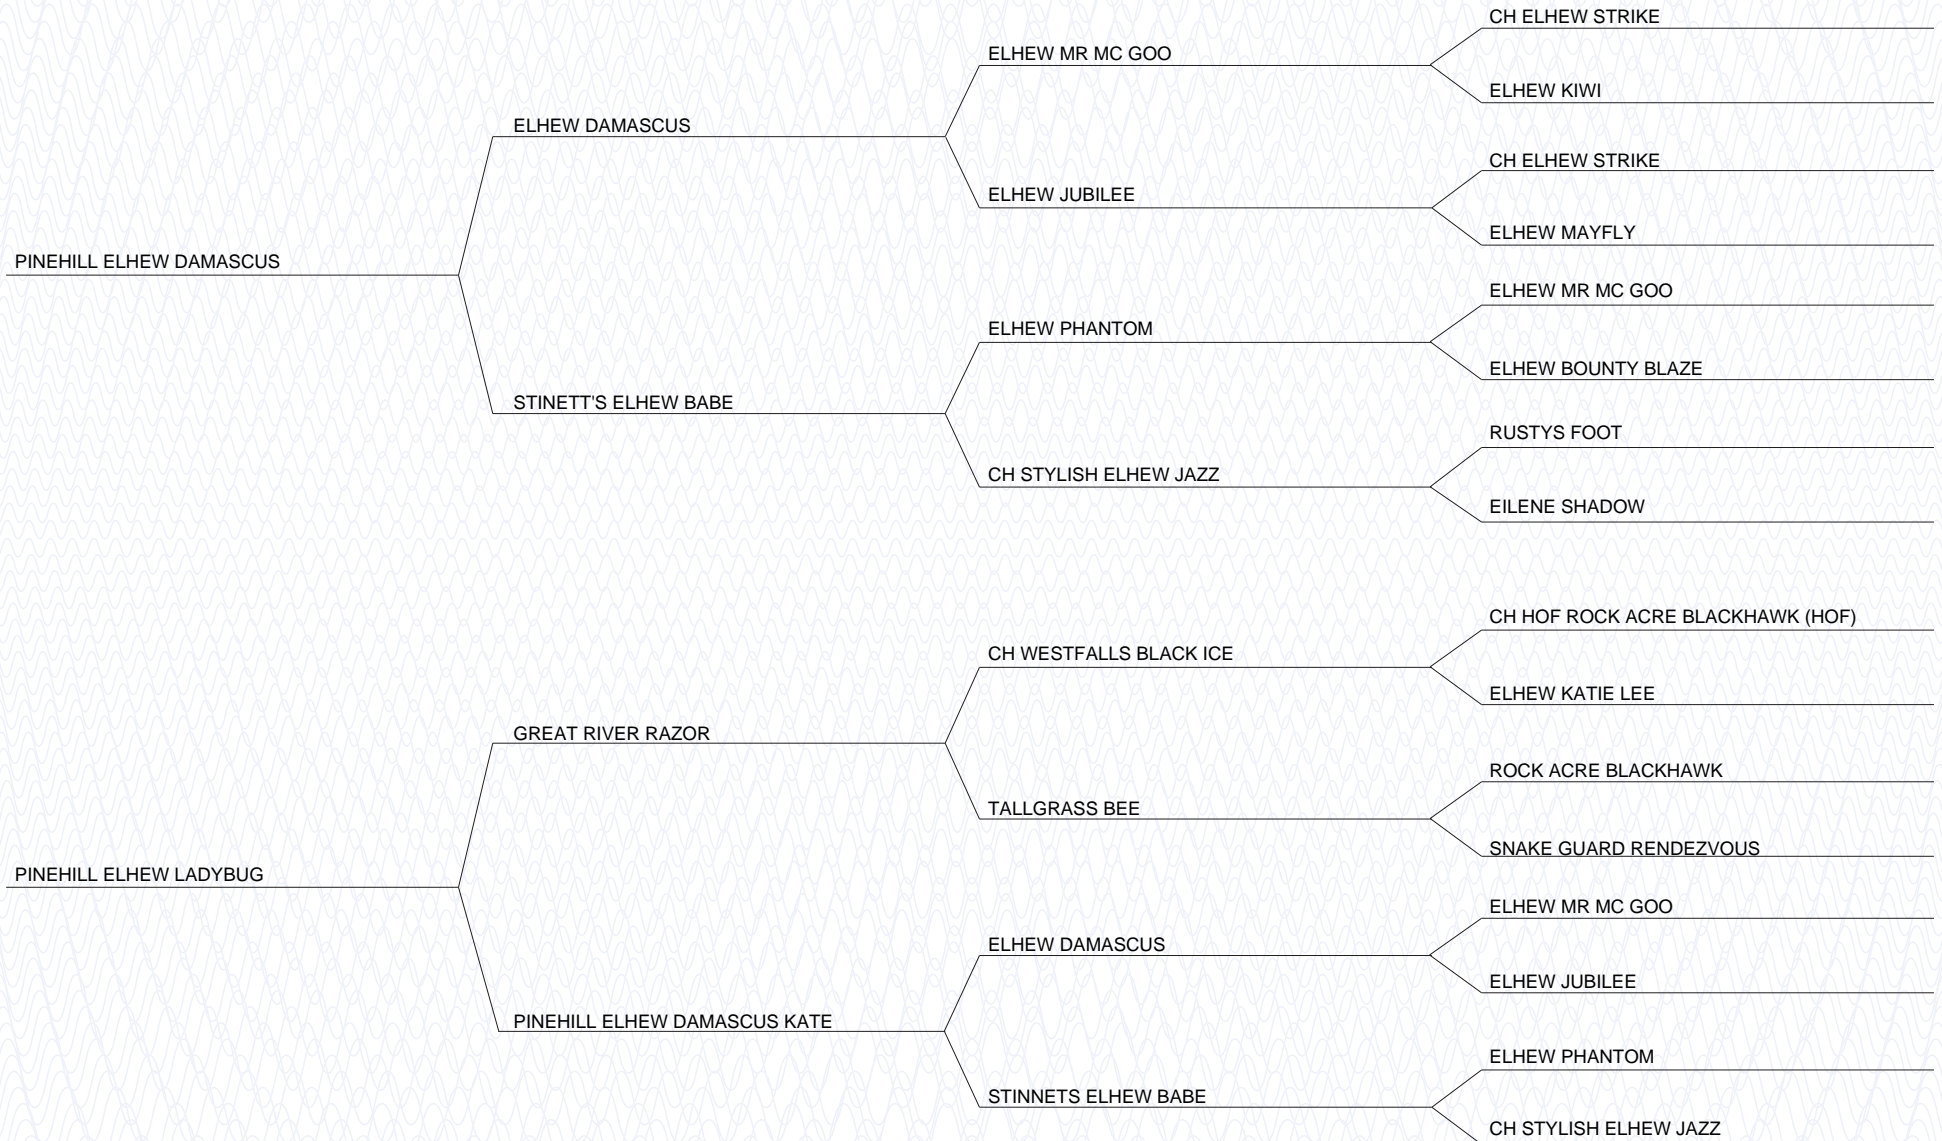 CH ELHEW STRIKE
ELHEW MR MC GOO
ELHEW KIWI
ELHEW DAMASCUS
CH ELHEW STRIKE
ELHEW JUBILEE
ELHEW MAYFLY
PINEHILL ELHEW DAMASCUS
ELHEW MR MC GOO
ELHEW PHANTOM
ELHEW BOUNTY BLAZE
STINETT'S ELHEW BABE
RUSTYS FOOT
CH STYLISH ELHEW JAZZ
EILENE SHADOW
CH HOF ROCK ACRE BLACKHAWK (HOF)
CH WESTFALLS BLACK ICE
ELHEW KATIE LEE
GREAT RIVER RAZOR
ROCK ACRE BLACKHAWK
TALLGRASS BEE
SNAKE GUARD RENDEZVOUS
PINEHILL ELHEW LADYBUG
ELHEW MR MC GOO
ELHEW DAMASCUS
ELHEW JUBILEE
PINEHILL ELHEW DAMASCUS KATE
ELHEW PHANTOM
STINNETS ELHEW BABE
CH STYLISH ELHEW JAZZ